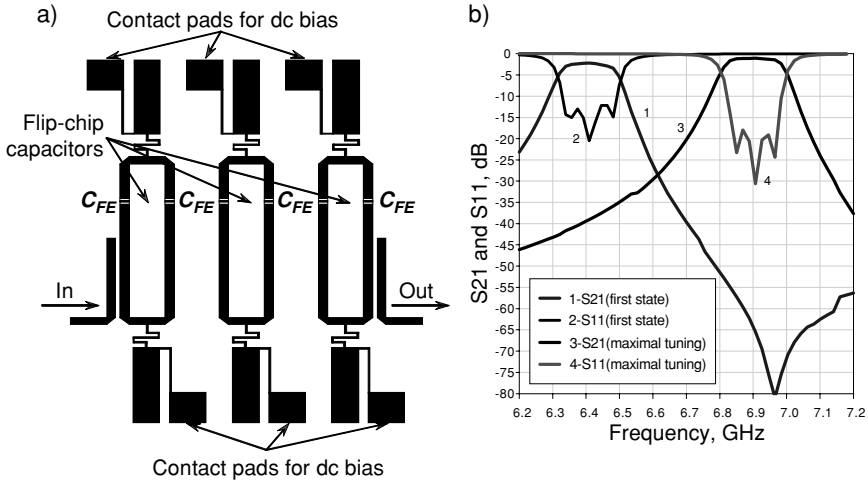 a)
Contact pads for dc bias
Flip-chip
capacitors
C_FE C_FE C_FE C_FE
In
Out
Contact pads for dc bias
b)
S21 and S11, dB
0
-5
-10
-15
-20
-25
-30
-35
-40
-45
-50
-55
-60
-65
-70
-75
-80
1
2
3
4
1-S21(first state)
2-S11(first state)
3-S21(maximal tuning)
4-S11(maximal tuning)
6.2 6.3 6.4 6.5 6.6 6.7 6.8 6.9 7.0 7.1 7.2
Frequency, GHz